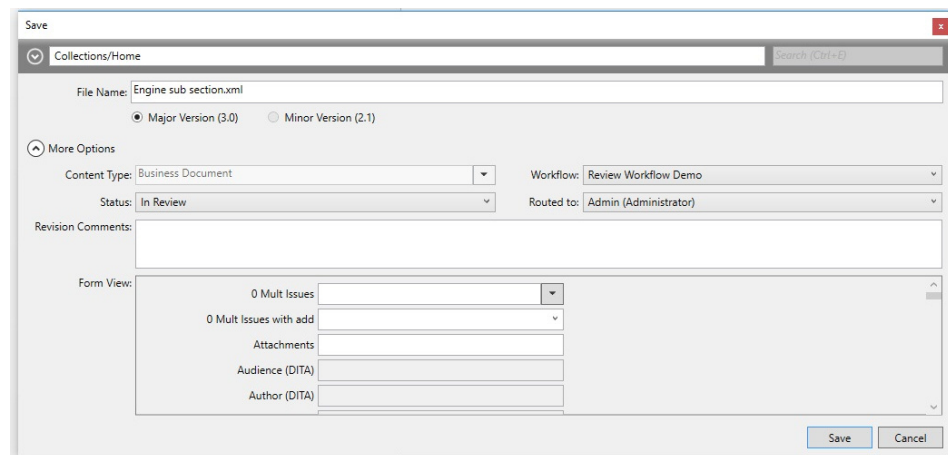 Save
x
Collections/Home Search (Ctrl+E)
File Name: Engine sub section.xml
Major Version (3.0) Minor Version (2.1)
More Options
Content Type: Business Document Workflow: Review Workflow Demo
Status: In Review Routed to: Admin (Administrator)
Revision Comments:
Form View:
0 Mult Issues
0 Mult Issues with add
Attachments
Audience (DITA)
Author (DITA)
Save Cancel